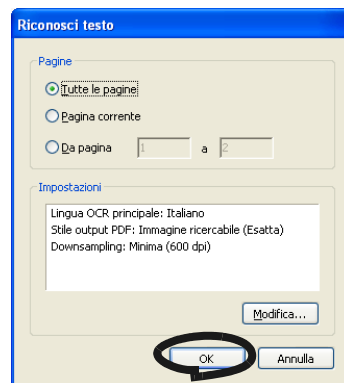 Riconosci testo
Pagine
Tutte le pagine
Pagina corrente
Da pagina 1 a 2
Impostazioni
Lingua OCR principale: Italiano
Stile output PDF: Immagine ricercabile (Esatta)
Downsampling: Minima (600 dpi)
Modifica...
OK Annulla